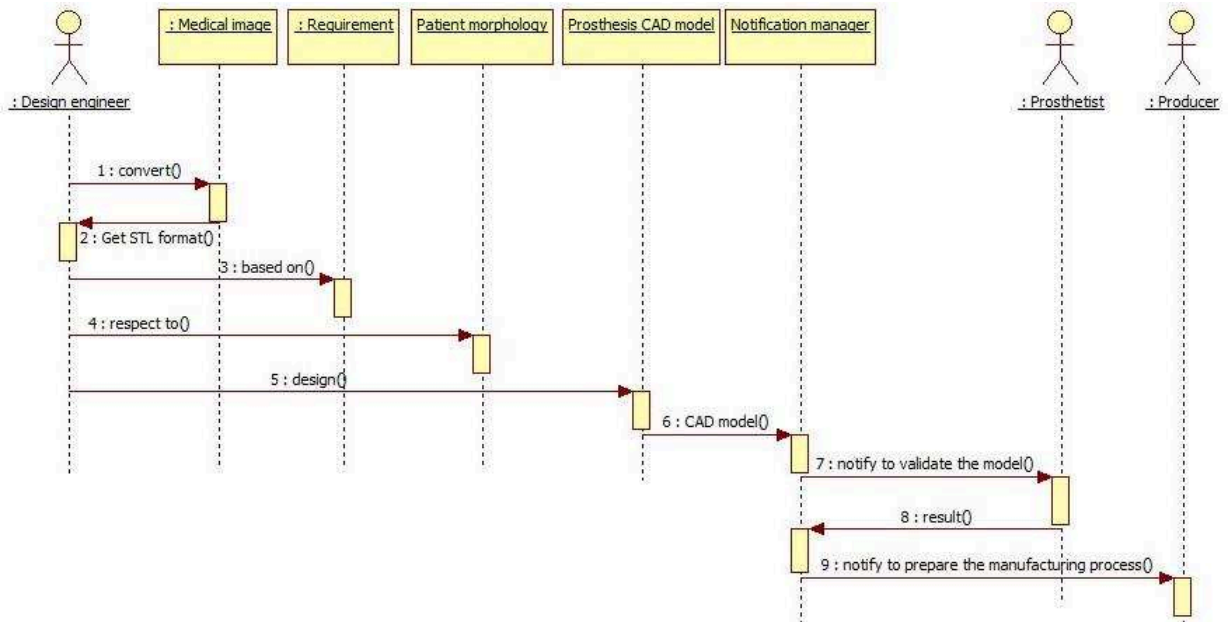 : Medical image
: Requirement
Patient morphology
Prosthesis CAD model
Notification manager
: Design engineer
: Prosthetist
: Producer
1 : convert()
2 : Get STL format()
3 : based on()
4 : respect to()
5 : design()
6 : CAD model()
7 : notify to validate the model()
8 : result()
9 : notify to prepare the manufacturing process()